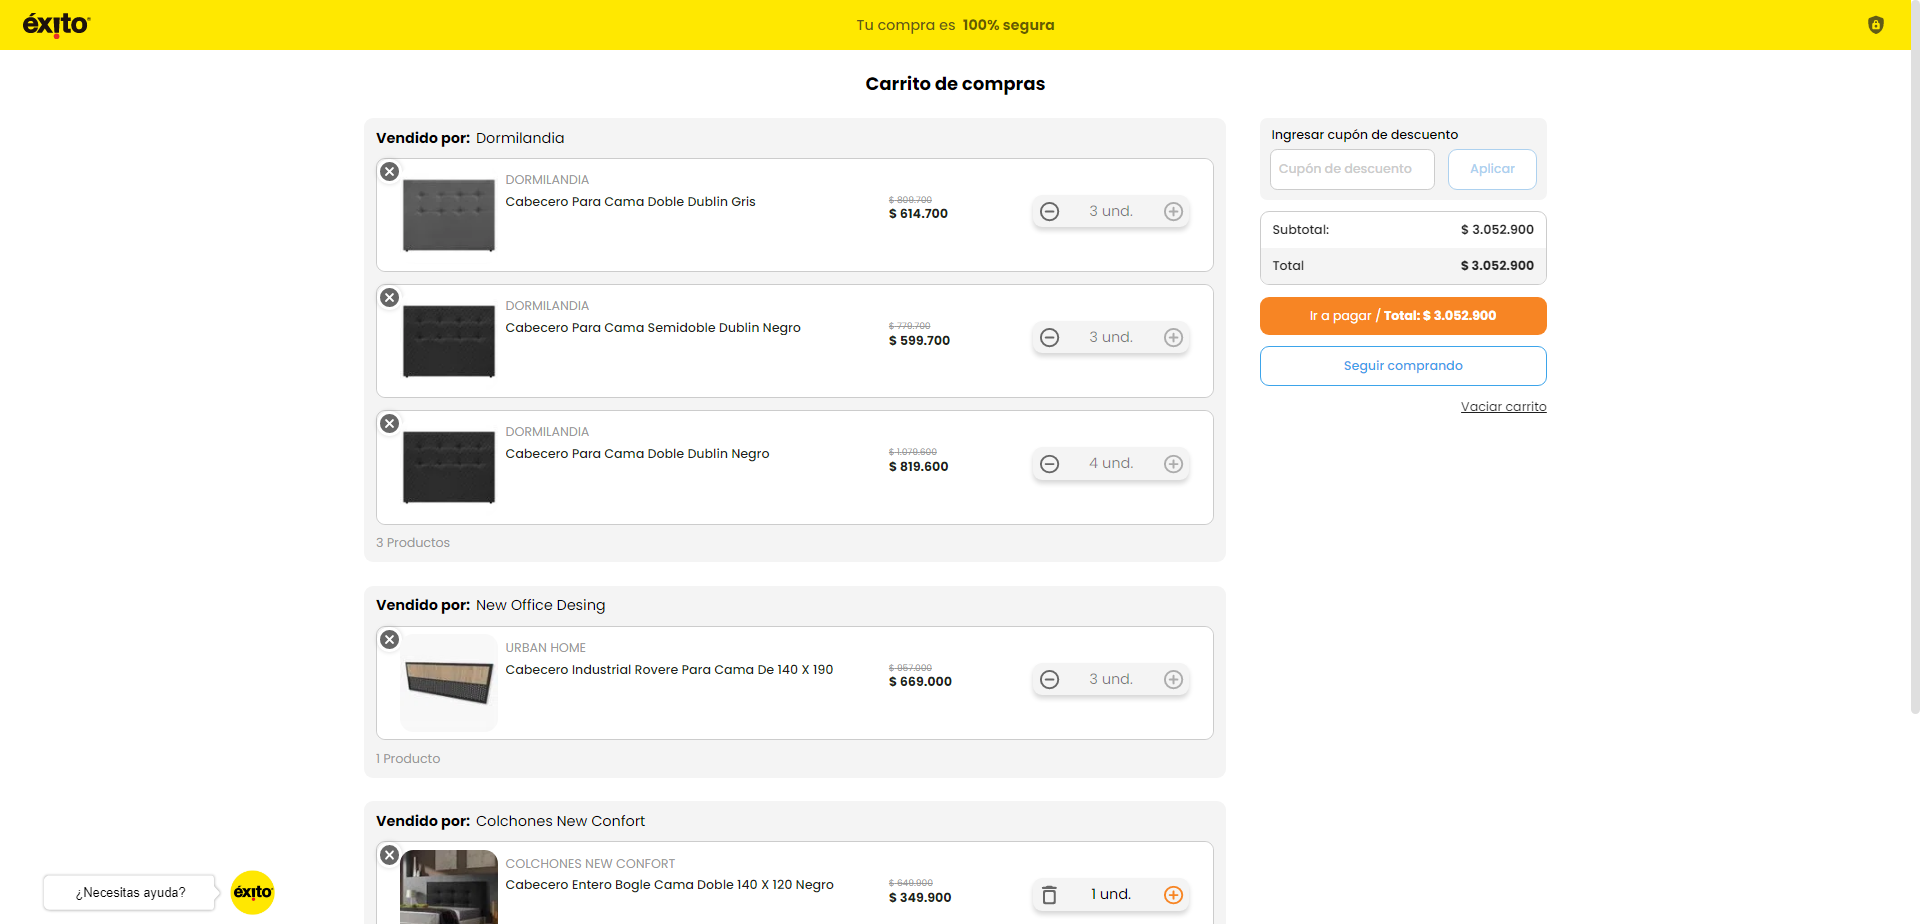 éxito
Tu compra es 100% segura
Carrito de compras
Vendido por: Dormilandia
DORMILANDIA
Cabecero Para Cama Doble Dublin Gris
$ 809.700
$ 614.700
3 und.
DORMILANDIA
Cabecero Para Cama Semidoble Dublin Negro
$ 779.700
$ 599.700
3 und.
DORMILANDIA
Cabecero Para Cama Doble Dublin Negro
$ 1.079.600
$ 819.600
4 und.
3 Productos
Vendido por: New Office Desing
URBAN HOME
Cabecero Industrial Rovere Para Cama De 140 X 190
$ 957.000
$ 669.000
3 und.
1 Producto
Vendido por: Colchones New Confort
COLCHONES NEW CONFORT
Cabecero Entero Bogle Cama Doble 140 X 120 Negro
$ 649.900
$ 349.900
1 und.
Ingresar cupón de descuento
Cupón de descuento
Aplicar
Subtotal: $ 3.052.900
Total $ 3.052.900
Ir a pagar / Total: $ 3.052.900
Seguir comprando
Vaciar carrito
¿Necesitas ayuda?
éxito